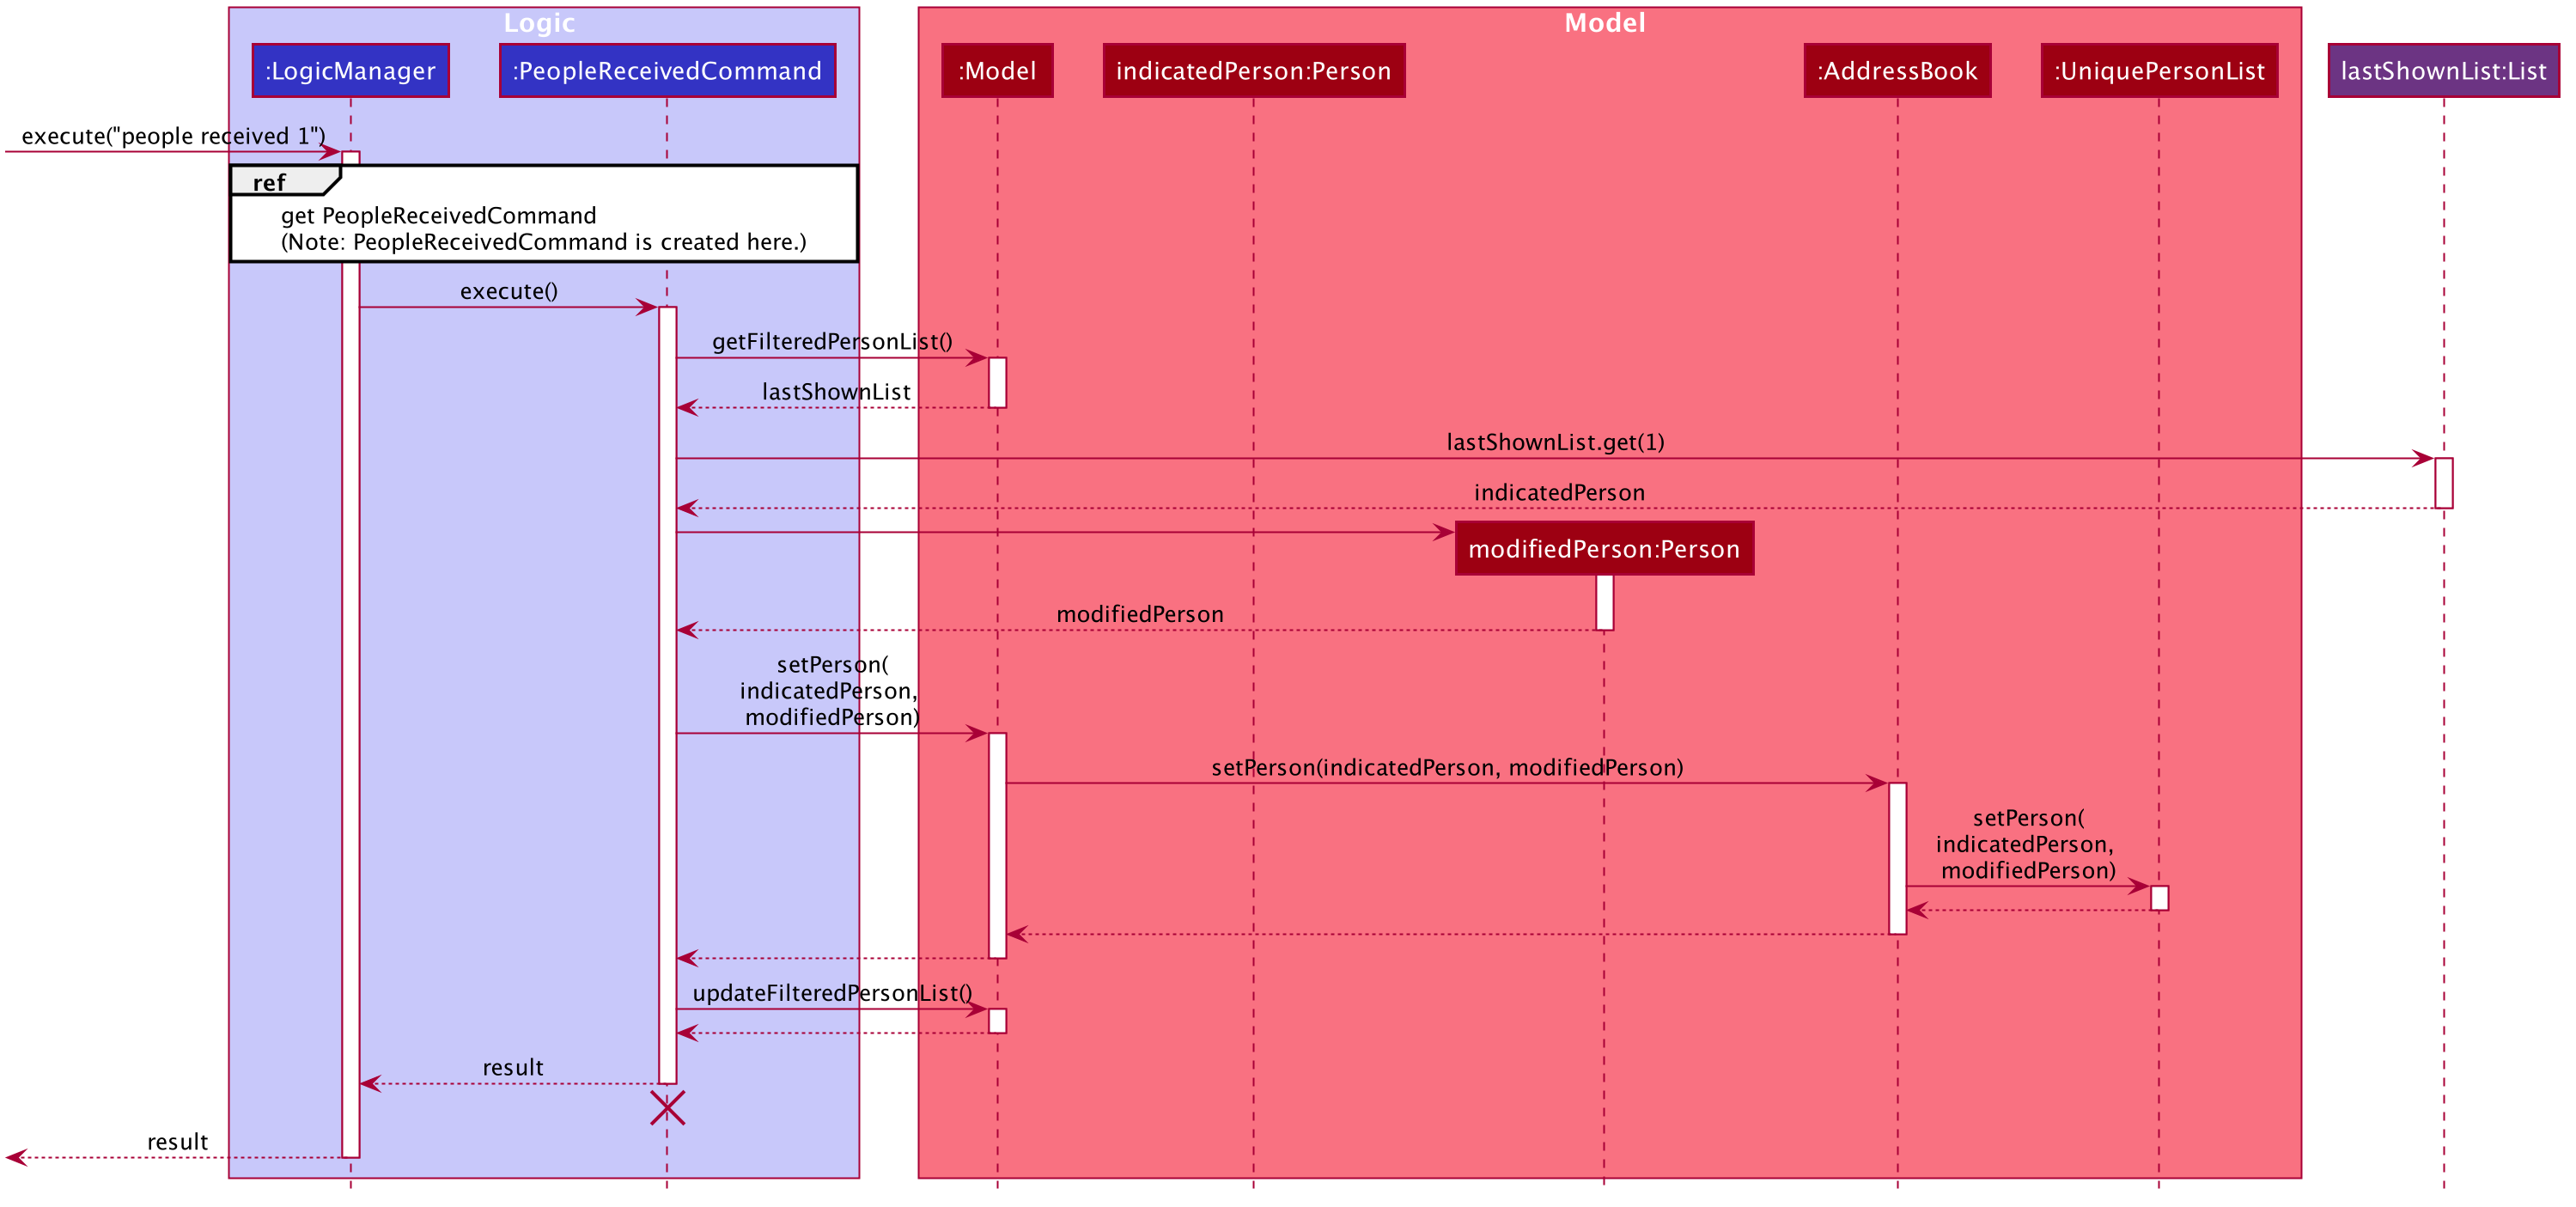 Logic
Model
:LogicManager
:PeopleReceivedCommand
:Model
indicatedPerson:Person
:AddressBook
:UniquePersonList
lastShownList:List
execute("people received 1")
ref
get PeopleReceivedCommand
(Note: PeopleReceivedCommand is created here.)
execute()
getFilteredPersonList()
lastShownList
lastShownList.get(1)
indicatedPerson
modifiedPerson:Person
modifiedPerson
setPerson(
indicatedPerson,
modifiedPerson)
setPerson(indicatedPerson, modifiedPerson)
setPerson(
indicatedPerson,
modifiedPerson)
updateFilteredPersonList()
result
result